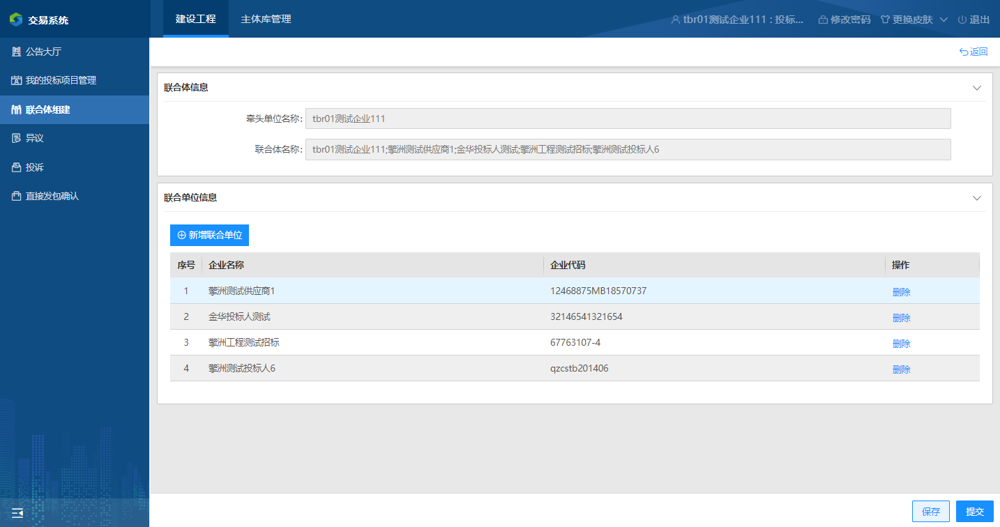 交易系统
建设工程 主体库管理 tbr01测试企业111 : 投标... 修改密码 更换皮肤 退出
公告大厅
我的投标项目管理
联合体组建
异议
投诉
直接发包确认
返回
联合体信息
牵头单位名称: tbr01测试企业111
联合体名称: tbr01测试企业111;擎洲测试供应商1;金华投标人测试;擎洲工程测试招标;擎洲测试投标人6
联合单位信息
新增联合单位
序号 企业名称 企业代码 操作
1 擎洲测试供应商1 12468875MB18570737 删除
2 金华投标人测试 32146541321654 删除
3 擎洲工程测试招标 67763107-4 删除
4 擎洲测试投标人6 qzcstb201406 删除
保存 提交